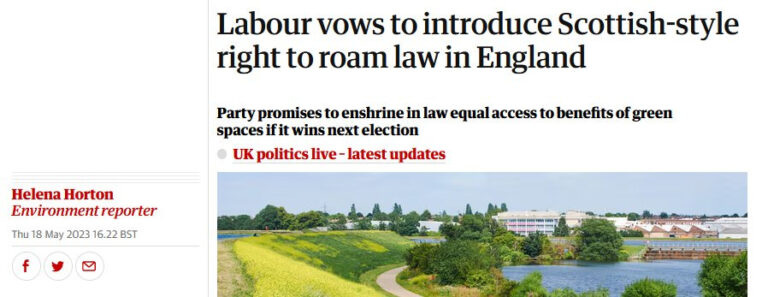 Labour vows to introduce Scottish-style
right to roam law in England
Party promises to enshrine in law equal access to benefits of green
spaces if it wins next election
UK politics live – latest updates
Helena Horton
Environment reporter
Thu 18 May 2023 16.22 BST